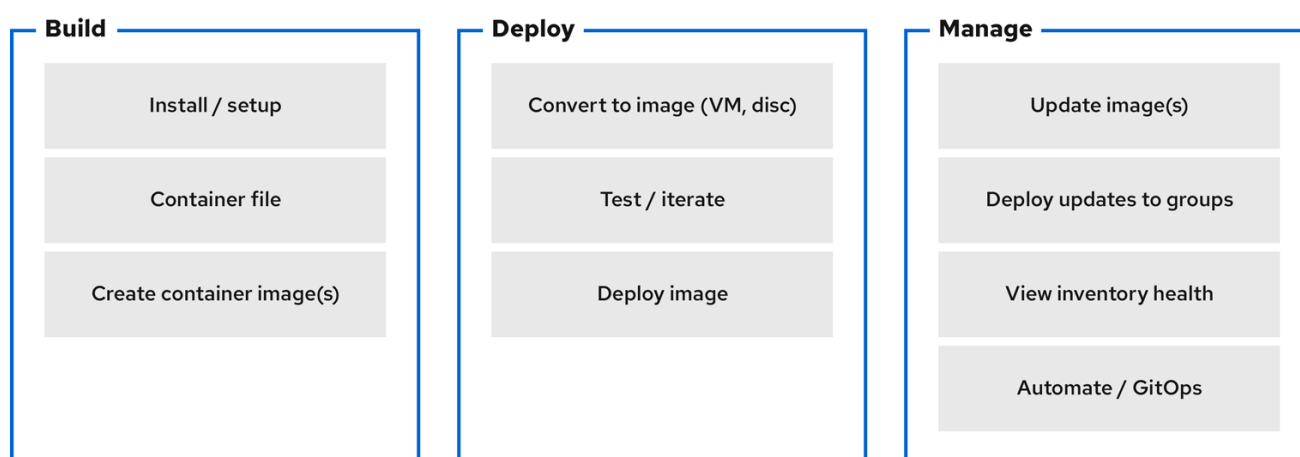 Build
Install / setup
Container file
Create container image(s)
Deploy
Convert to image (VM, disc)
Test / iterate
Deploy image
Manage
Update image(s)
Deploy updates to groups
View inventory health
Automate / GitOps